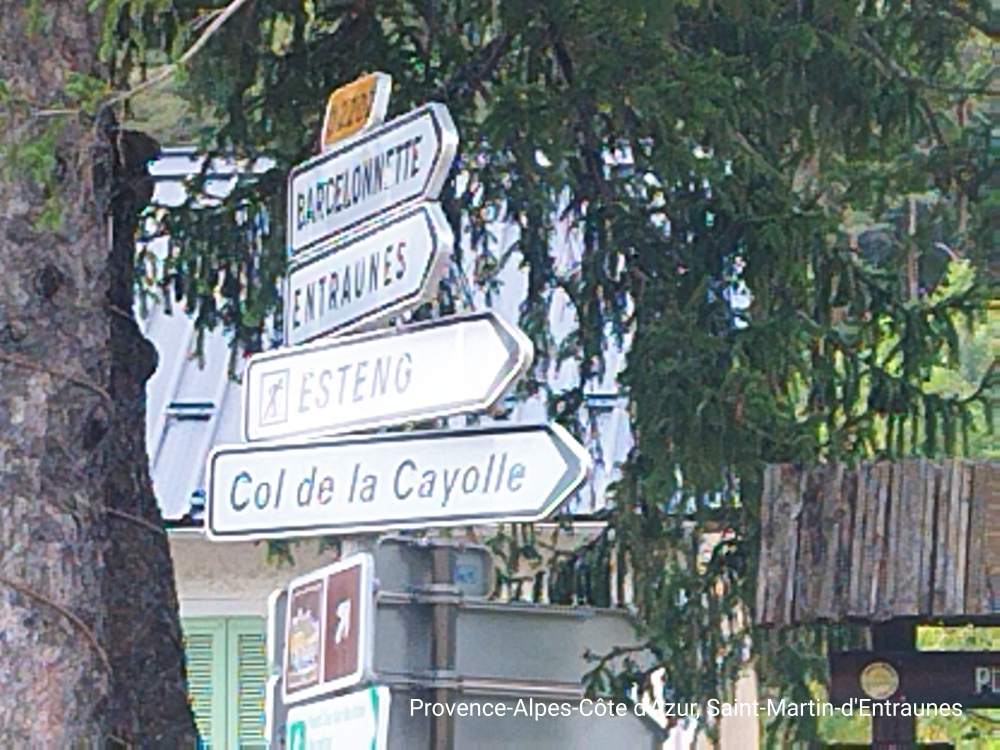 BARCELONNETTE
ENTRAUNES
ESTENG
Col de la Cayolle
Provence-Alpes-Côte d'Azur, Saint-Martin-d'Entraunes